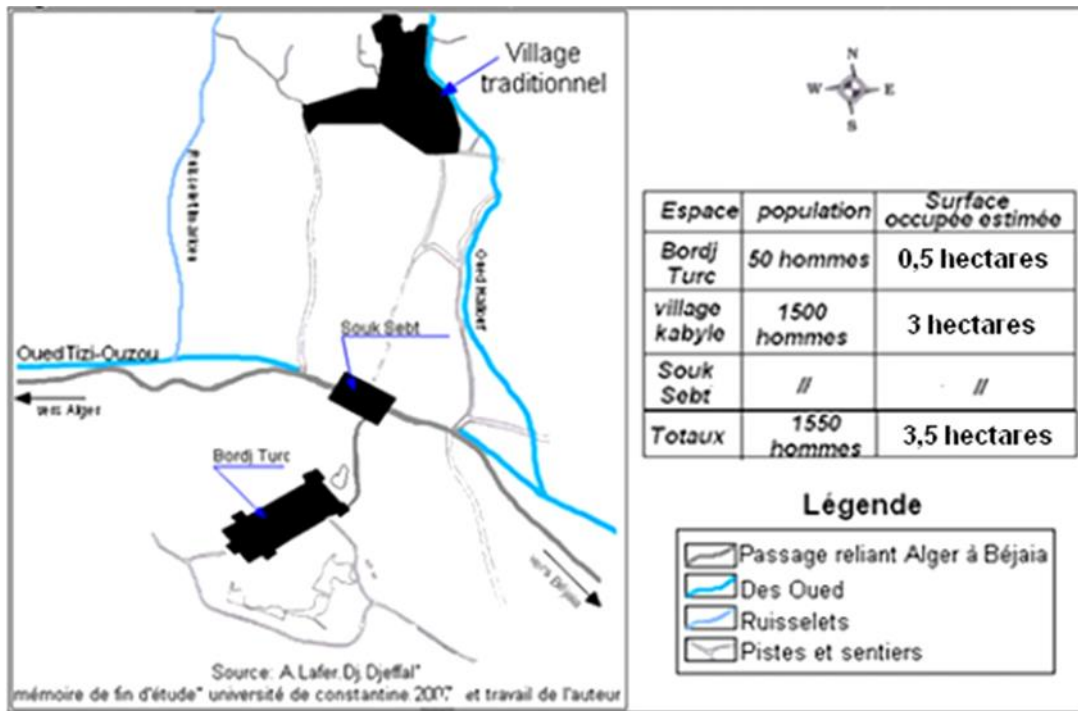 Village
traditionnel
Souk Sebt
Oued Tizi-Ouzou
vers Alger
Bordj Turc
vers Béjaia
Source: A.Lafer.Dj.Djeffal"
mémoire de fin d'étude" université de constantine et travail de l'auteur
N
W E
S
Espace population Surface occupée estimée
Bordj Turc 50 hommes 0,5 hectares
village kabyle 1500 hommes 3 hectares
Souk Sebt // //
Totaux 1550 hommes 3,5 hectares
Légende
Passage reliant Alger à Béjaia
Des Oued
Ruisselets
Pistes et sentiers